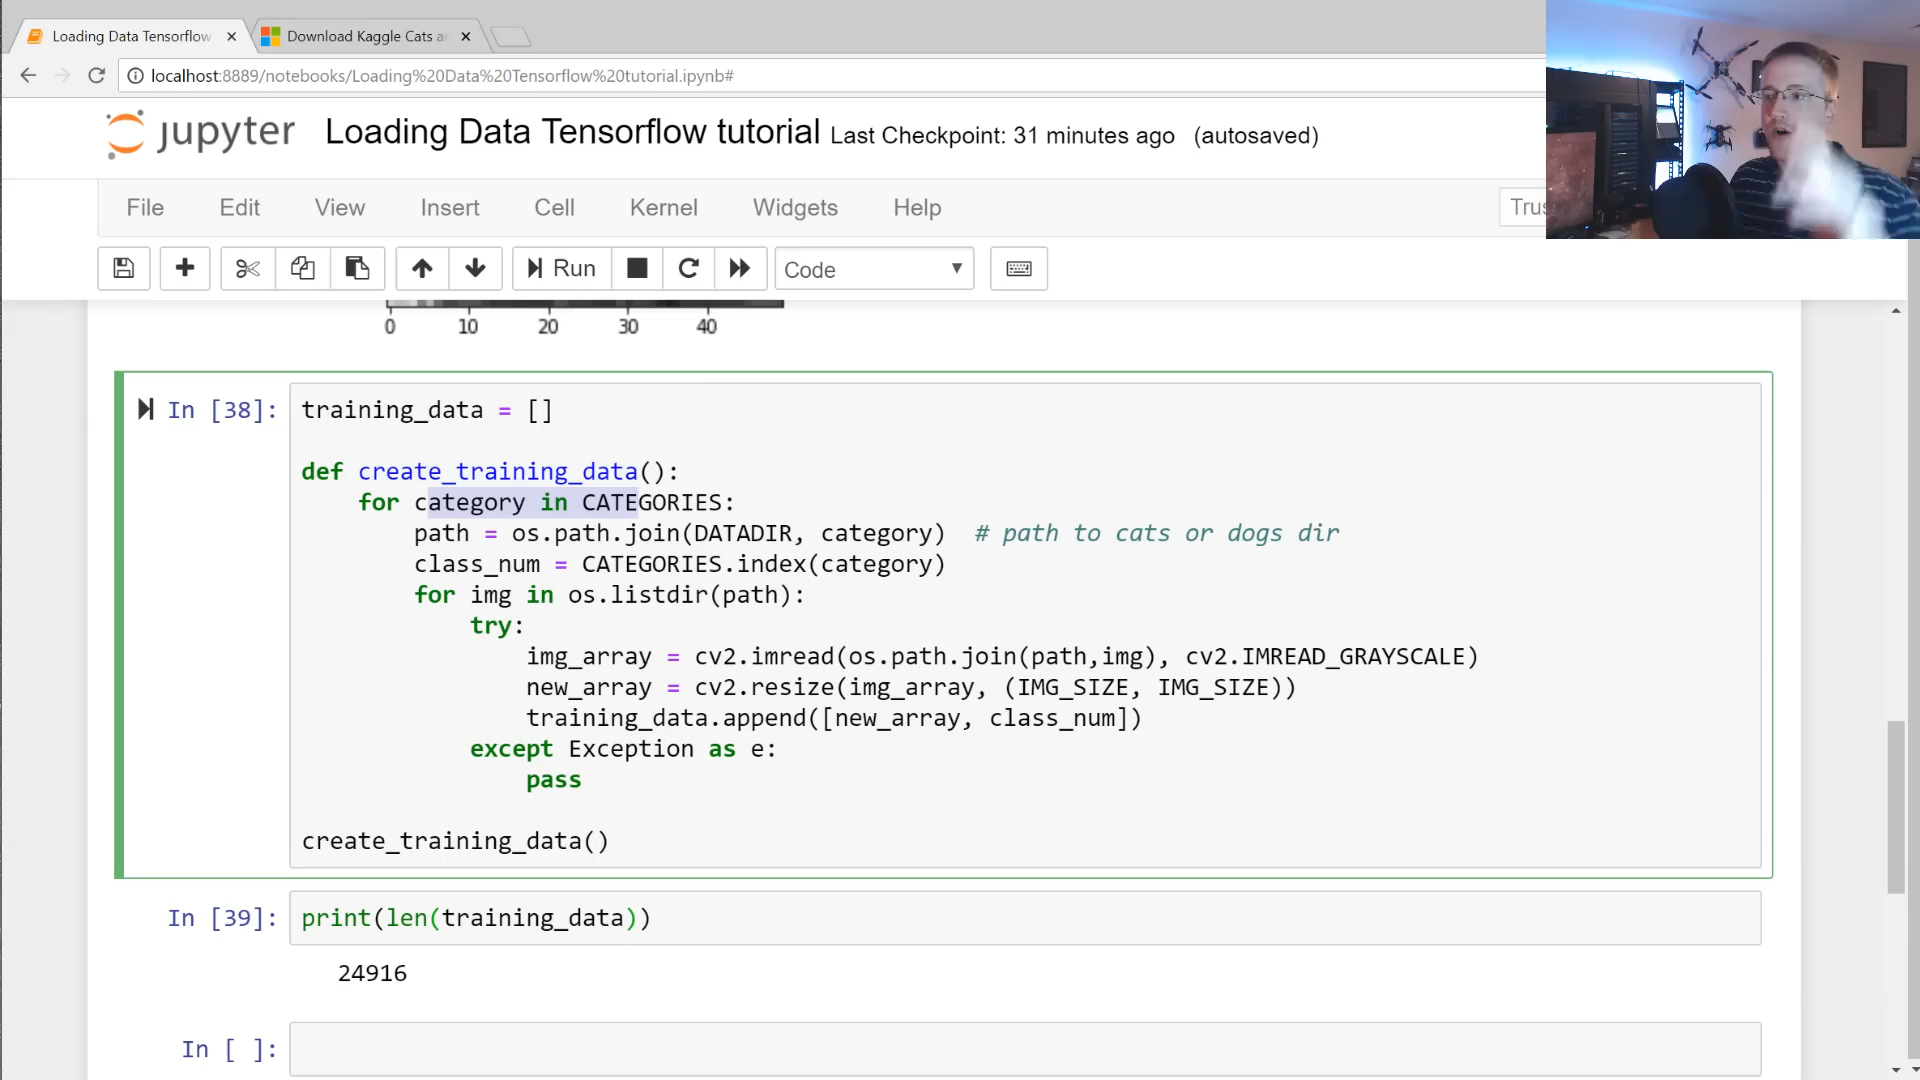 Loading Data Tensorflow
Download Kaggle Cats a
localhost:8889/notebooks/Loading%20Data%20Tensorflow%20tutorial.ipynb#
jupyter Loading Data Tensorflow tutorial Last Checkpoint: 31 minutes ago (autosaved)
File Edit View Insert Cell Kernel Widgets Help Trus
Run Code
0 10 20 30 40
In [38]: training_data = []
def create_training_data():
for category in CATEGORIES:
path = os.path.join(DATADIR, category) # path to cats or dogs dir
class_num = CATEGORIES.index(category)
for img in os.listdir(path):
try:
img_array = cv2.imread(os.path.join(path,img), cv2.IMREAD_GRAYSCALE)
new_array = cv2.resize(img_array, (IMG_SIZE, IMG_SIZE))
training_data.append([new_array, class_num])
except Exception as e:
pass
create_training_data()
In [39]: print(len(training_data))
24916
In [ ]: